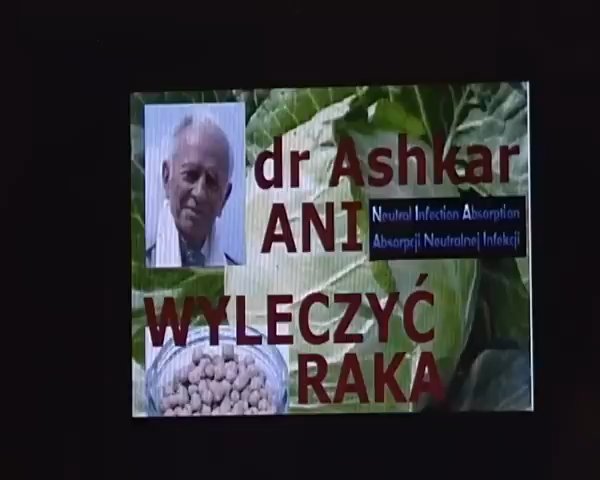 dr Ashkar
ANI
Neutral Infection Absorption
Absorpcji Neutralnej Infekcji
WYLECZYĆ
RAKA